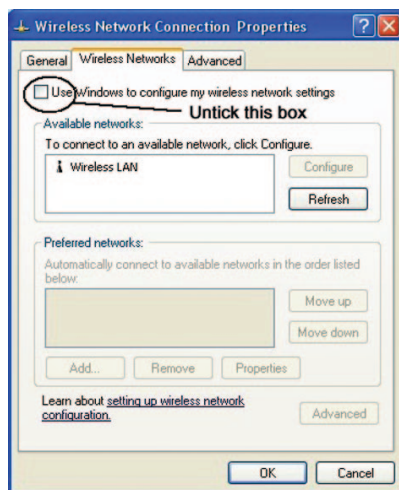 Wireless Network Connection Properties
General Wireless Networks Advanced
Use Windows to configure my wireless network settings
Untick this box
Available networks:
To connect to an available network, click Configure.
Wireless LAN
Configure
Refresh
Preferred networks:
Automatically connect to available networks in the order listed
below:
Move up
Move down
Add... Remove Properties
Learn about setting up wireless network
configuration.
Advanced
OK Cancel